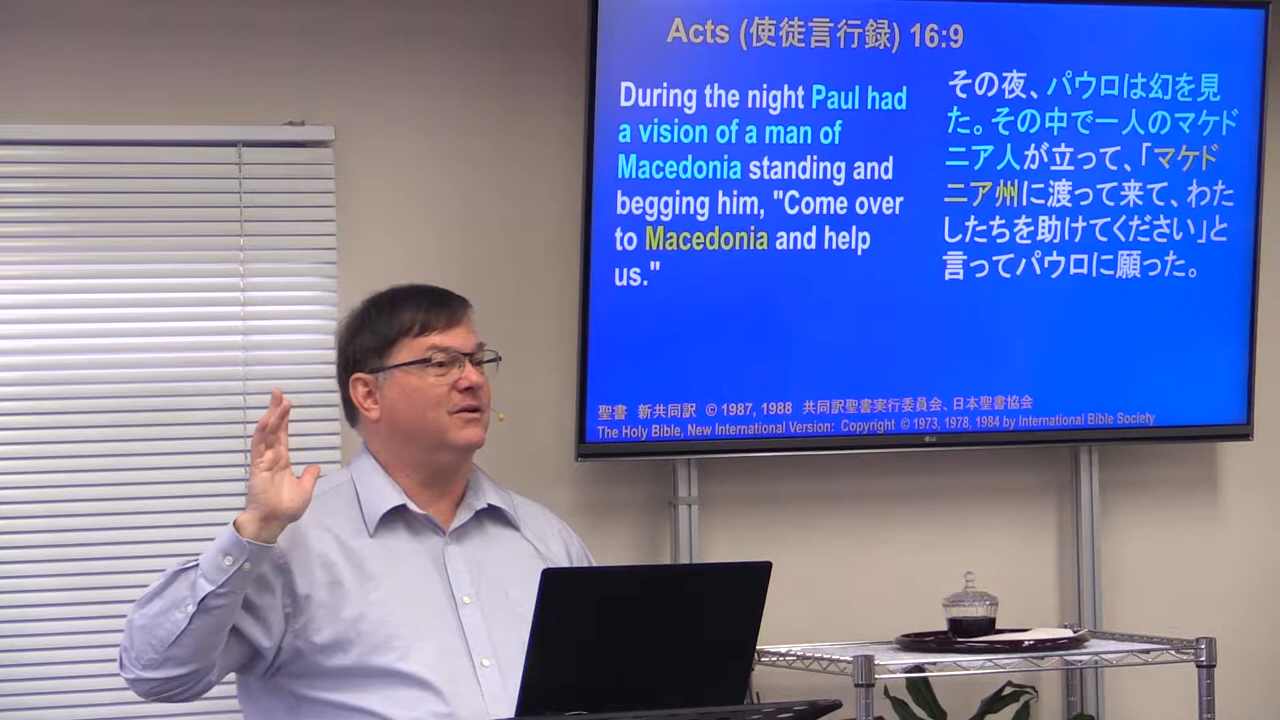 Acts (使徒言行録) 16:9
During the night Paul had
a vision of a man of
Macedonia standing and
begging him, "Come over
to Macedonia and help
us."
その夜、パウロは幻を見
た。その中で一人のマケド
ニア人が立って、「マケド
ニア州に渡って来て、わた
したちを助けてください」と
言ってパウロに願った。
聖書 新共同訳 © 1987, 1988 共同訳聖書実行委員会、日本聖書協会
The Holy Bible, New International Version: Copyright © 1973, 1978, 1984 by International Bible Society
LG